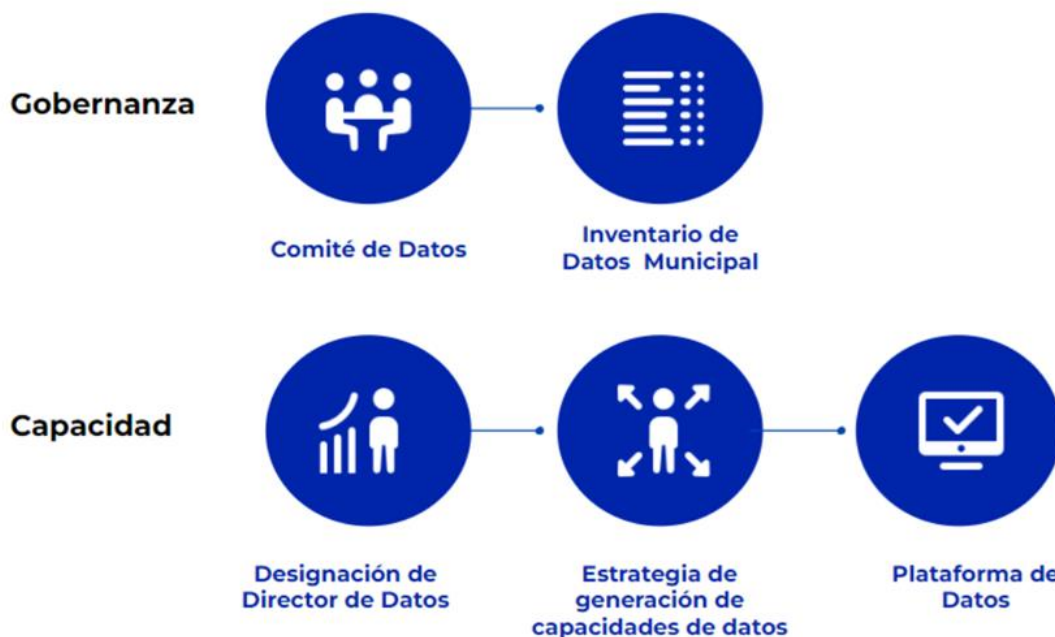 Gobernanza
Comité de Datos
Inventario de
Datos Municipal
Capacidad
Designación de
Director de Datos
Estrategia de
generación de
capacidades de datos
Plataforma de
Datos